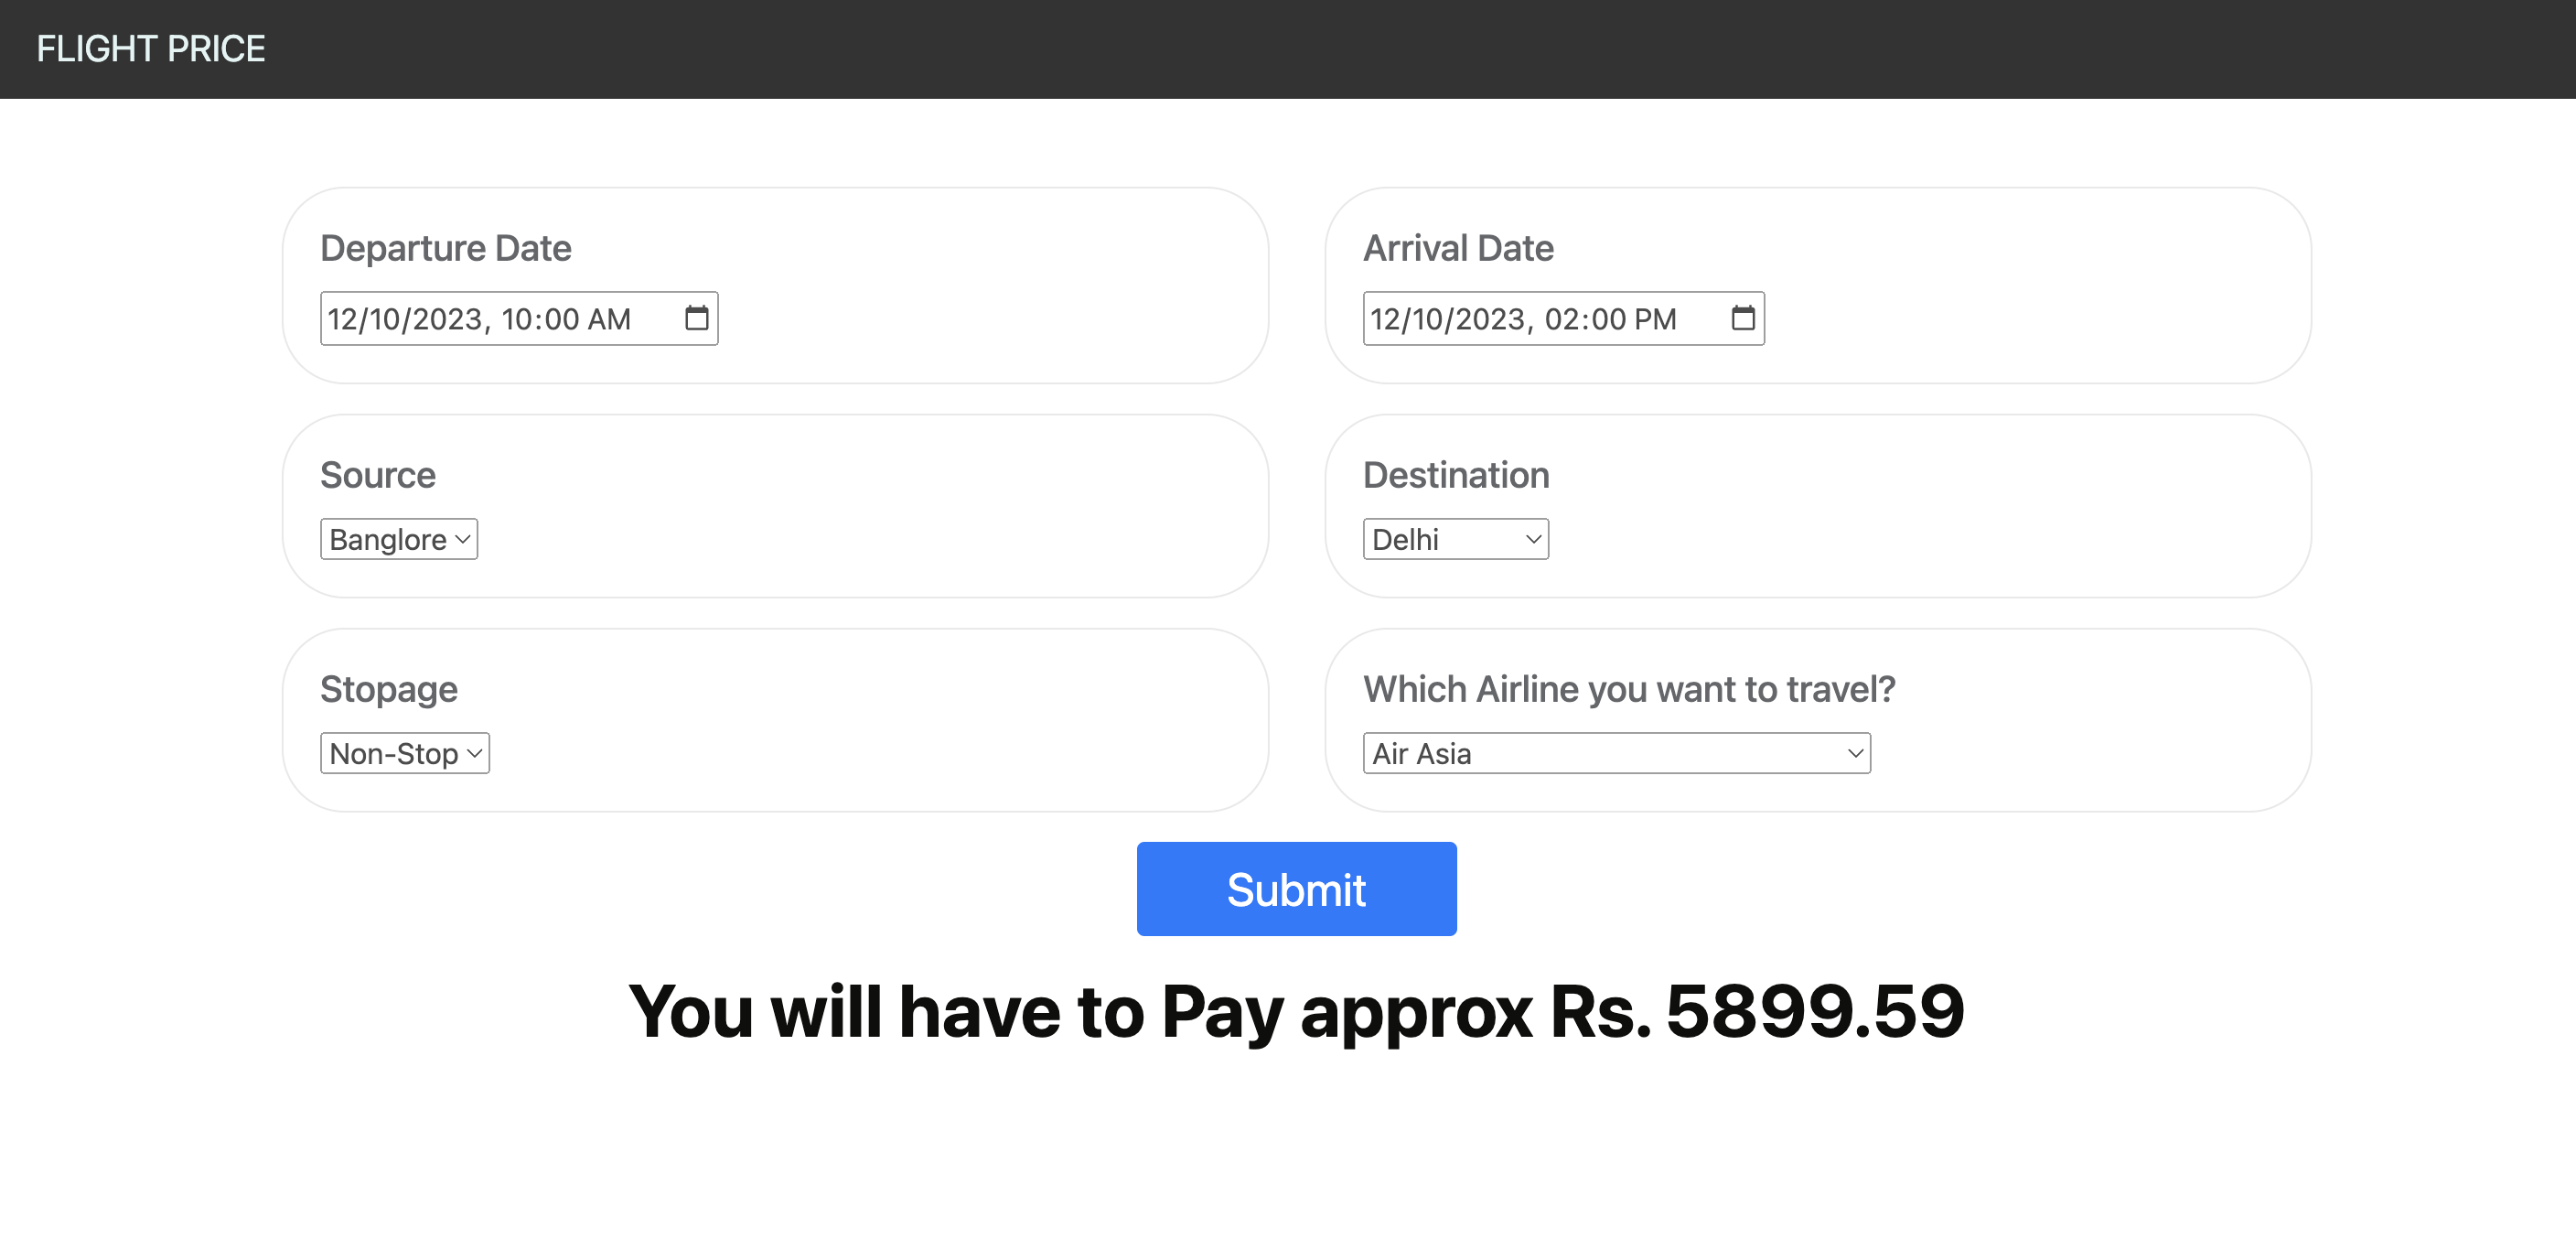 FLIGHT PRICE
Departure Date
12/10/2023, 10:00 AM
Arrival Date
12/10/2023, 02:00 PM
Source
Banglore
Destination
Delhi
Stopage
Non-Stop
Which Airline you want to travel?
Air Asia
Submit
You will have to Pay approx Rs. 5899.59